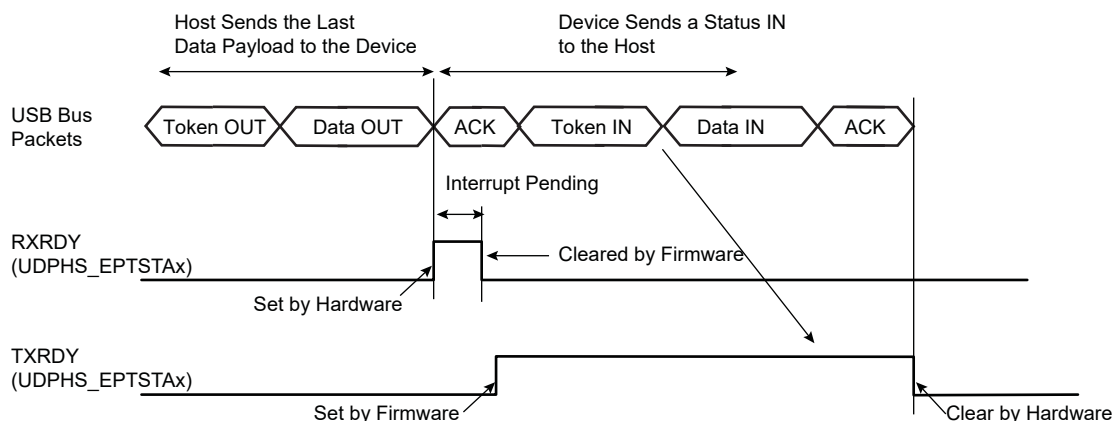 Host Sends the Last
Data Payload to the Device
Device Sends a Status IN
to the Host
USB Bus
Packets
Token OUT
Data OUT
ACK
Token IN
Data IN
ACK
Interrupt Pending
RXRDY
(UDPHS_EPTSTAx)
Cleared by Firmware
Set by Hardware
TXRDY
(UDPHS_EPTSTAx)
Set by Firmware
Clear by Hardware